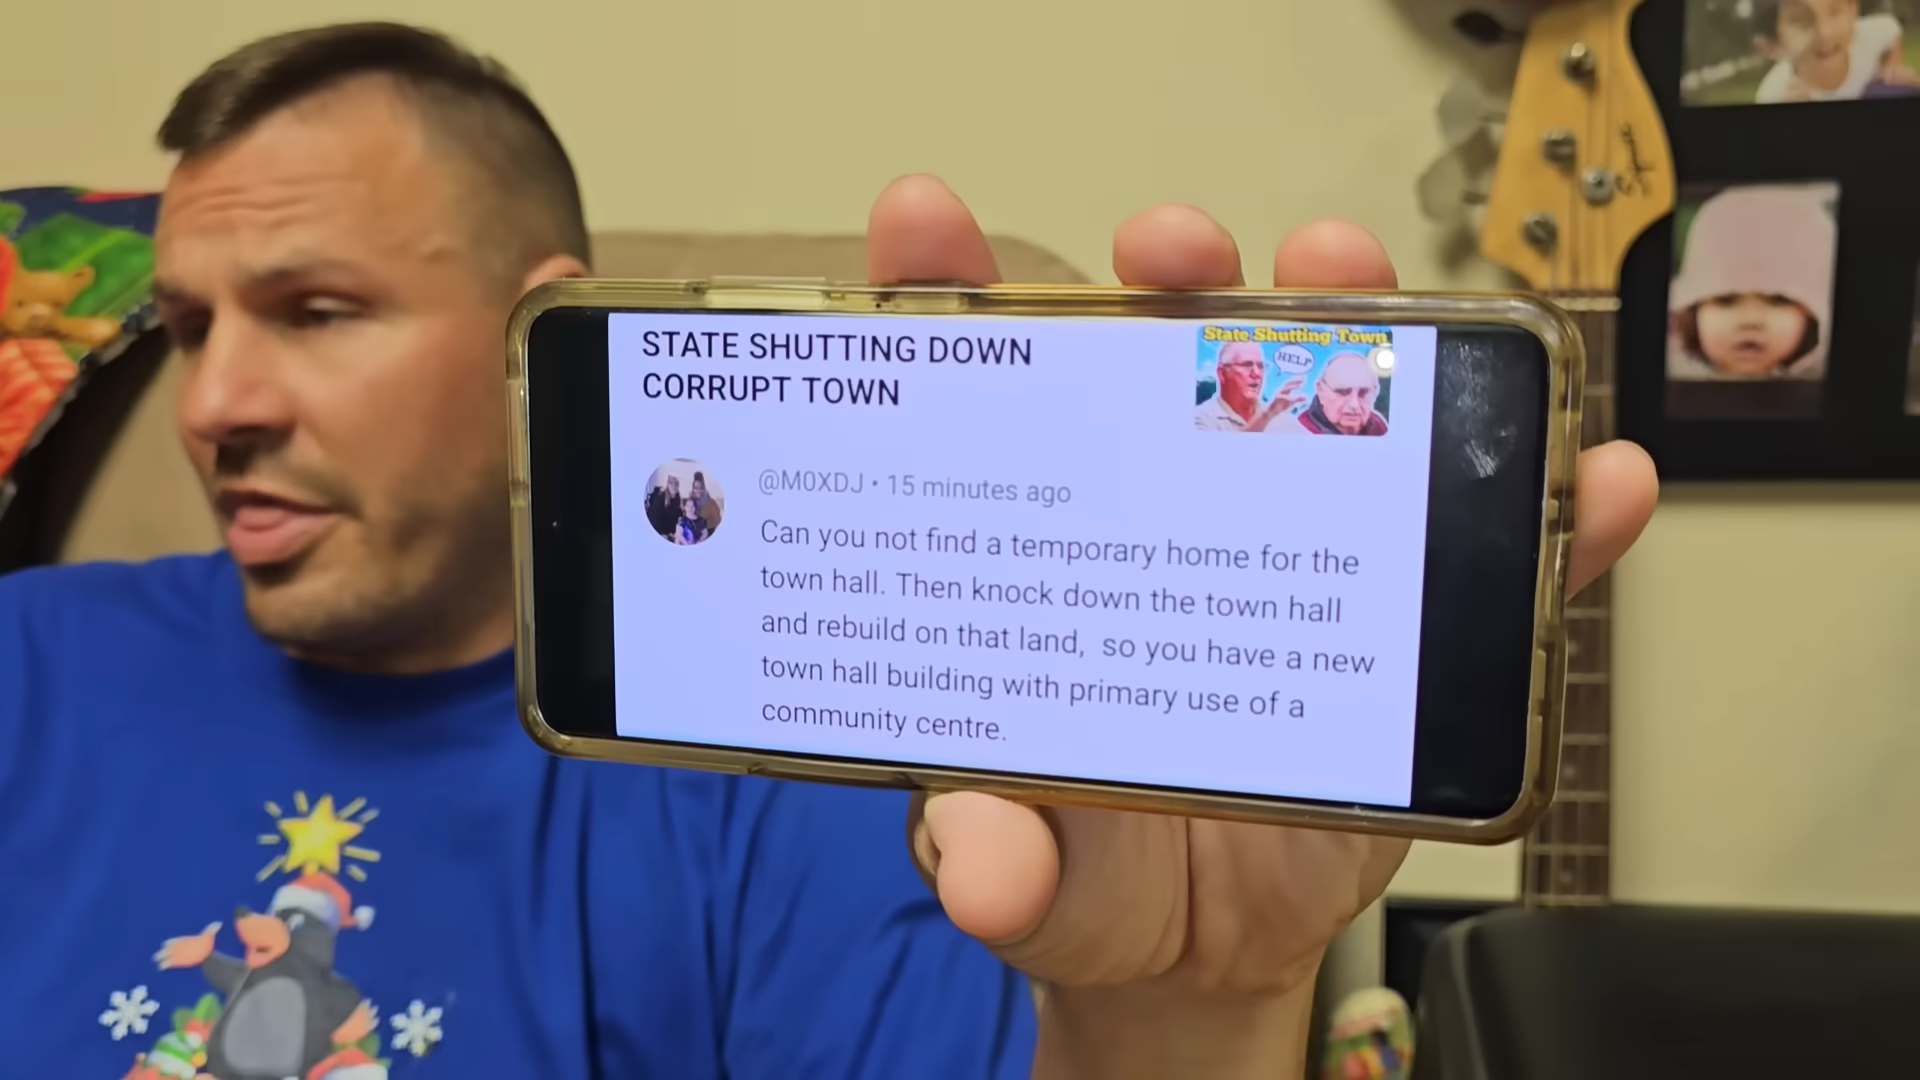 STATE SHUTTING DOWN
CORRUPT TOWN
State Shutting Town
HELP
@M0XDJ • 15 minutes ago
Can you not find a temporary home for the
town hall. Then knock down the town hall
and rebuild on that land,  so you have a new
town hall building with primary use of a
community centre.
Squier